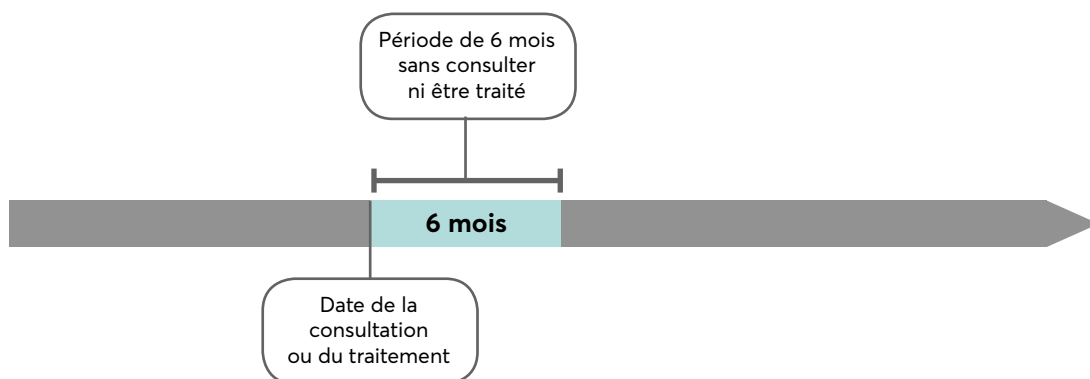 Période de 6 mois
sans consulter
ni être traité
6 mois
Date de la
consultation
ou du traitement